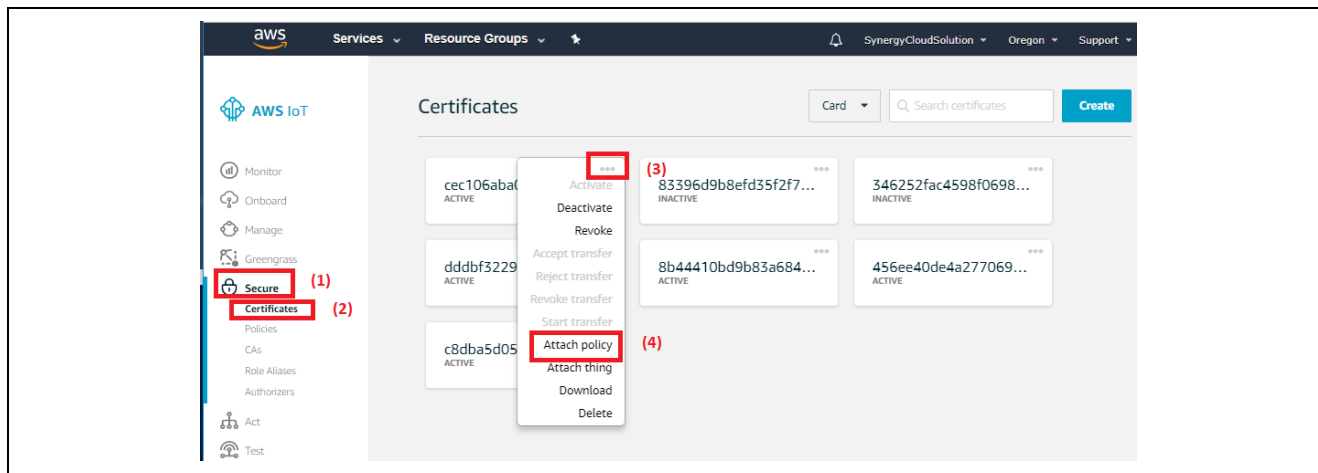 aws Services Resource Groups SynergyCloudSolution Oregon Support
AWS IoT
Certificates Card Search certificates Create
Monitor
Onboard
Manage
Greengrass
Secure (1)
Certificates (2)
Policies
CAs
Role Aliases
Authorizers
Act
Test
cec106aba
ACTIVE
••• (3)
Activate
Deactivate
Revoke
Accept transfer
Reject transfer
Revoke transfer
Start transfer
Attach policy (4)
Attach thing
Download
Delete
83396d9b8efd35f2f7...
INACTIVE
346252fac4598f0698...
INACTIVE
dddbf3229
ACTIVE
8b44410bd9b83a684...
ACTIVE
456ee40de4a277069...
ACTIVE
c8dba5d05
ACTIVE